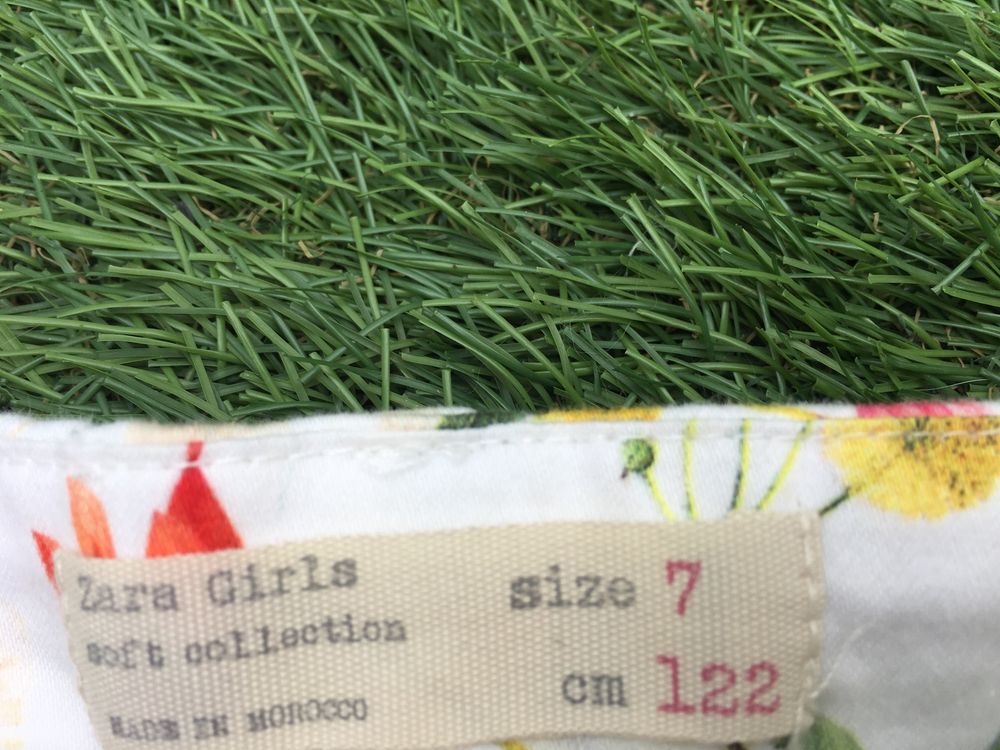 Zara Girls
soft collection
MADE IN MOROCCO
size 7
cm 122